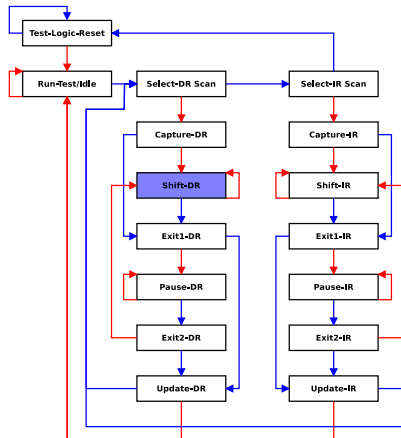 Test-Logic-Reset
Run-Test/Idle
Select-DR Scan
Select-IR Scan
Capture-DR
Capture-IR
Shift-DR
Shift-IR
Exit1-DR
Exit1-IR
Pause-DR
Pause-IR
Exit2-DR
Exit2-IR
Update-DR
Update-IR